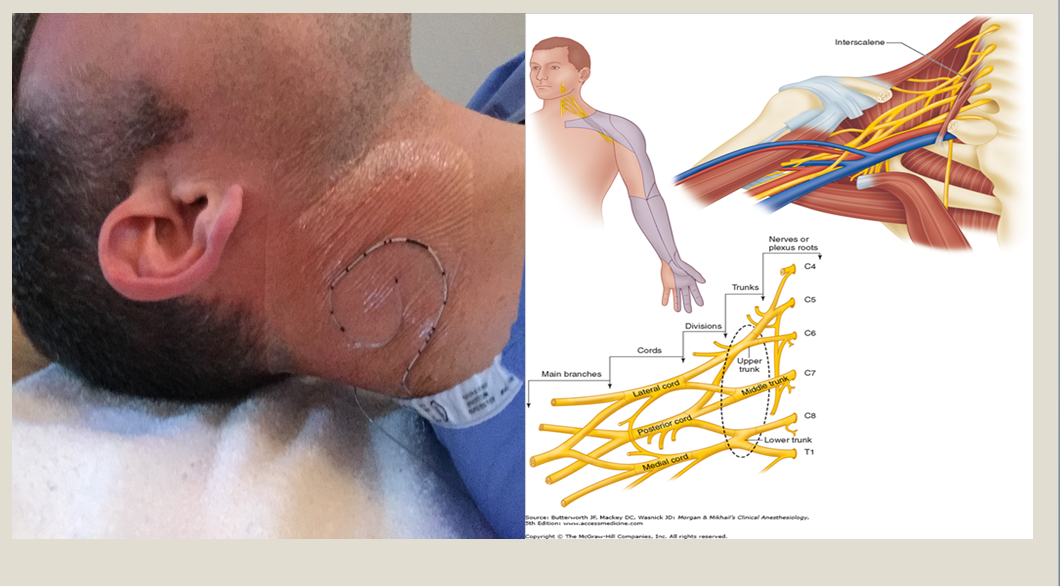 Interscalene
Nerves or
plexus roots
C4
Trunks
C5
Divisions
C6
Cords
Upper
trunk
Main branches
C7
Lateral cord
Middle trunk
C8
Posterior cord
Lower trunk
T1
Medial cord
Source: Butterworth JF, Mackey DC, Wasnick JD: Morgan & Mikhail's Clinical Anesthesiology,
5th Edition: www.accessmedicine.com
Copyright © The McGraw-Hill Companies, Inc. All rights reserved.